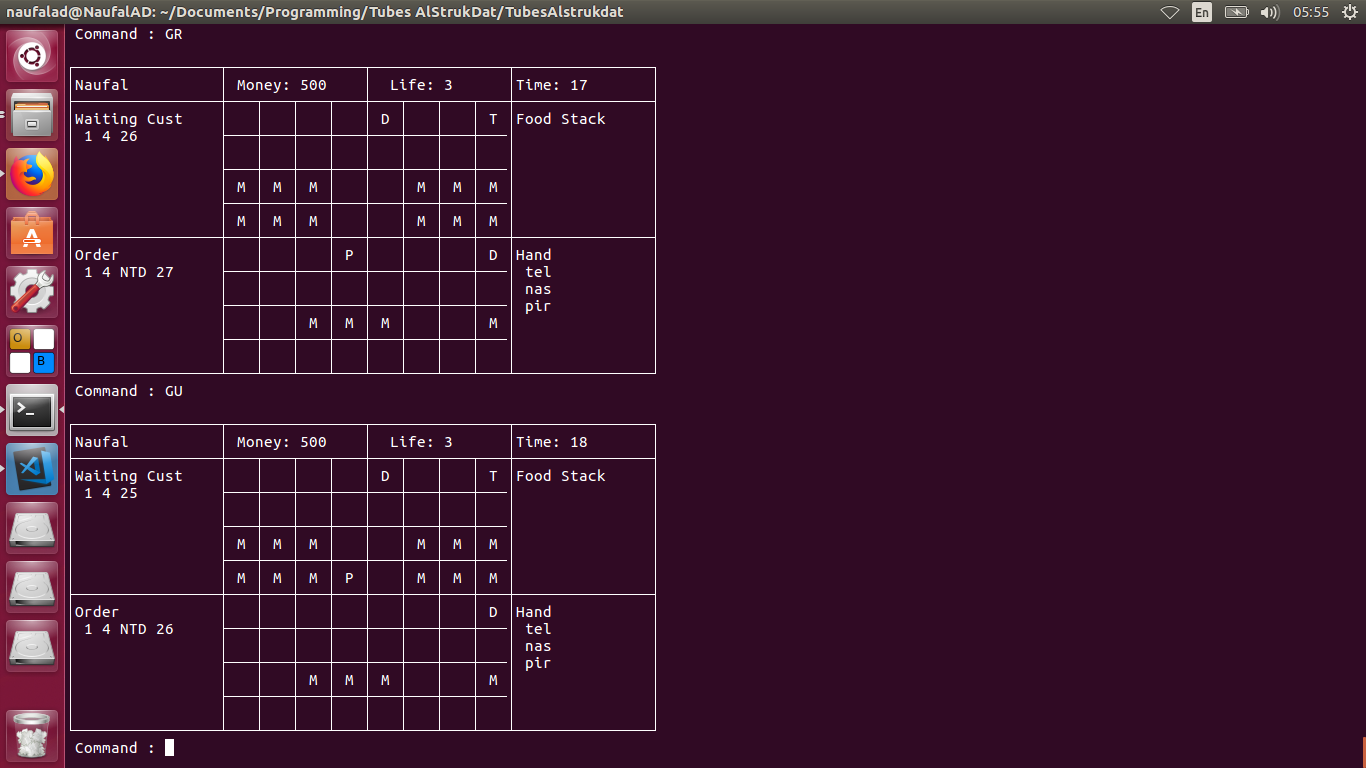 naufalad@NaufalAD: ~/Documents/Programming/Tubes AlStrukDat/TubesAlstrukdat En 05:55
Command : GR
Naufal Money: 500 Life: 3 Time: 17
Waiting Cust D T Food Stack
1 4 26
M M M M M M
M M M M M M
Order P D Hand
1 4 NTD 27 tel
nas
pir
M M M M
Command : GU
Naufal Money: 500 Life: 3 Time: 18
Waiting Cust D T Food Stack
1 4 25
M M M M M M
M M M P M M M
Order D Hand
1 4 NTD 26 tel
nas
pir
M M M M
Command :
A
O
B
>_